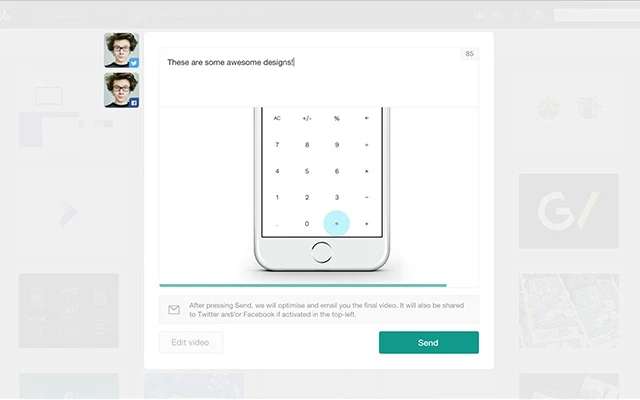 85
These are some awesome designs!
AC +/- % ÷
7 8 9 ÷
4 5 6 ×
1 2 3 −
. 0 = +
After pressing Send, we will optimise and email you the final video. It will also be shared
to Twitter and/or Facebook if activated in the top-left.
Edit video
Send